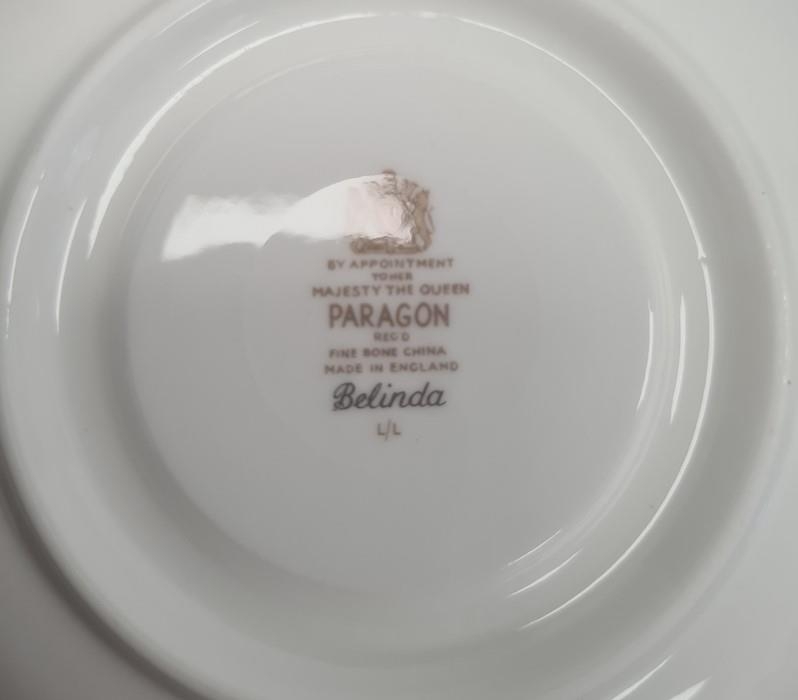 BY APPOINTMENT
TO HER
MAJESTY THE QUEEN
PARAGON
REG'D
FINE BONE CHINA
MADE IN ENGLAND
Belinda
L/L